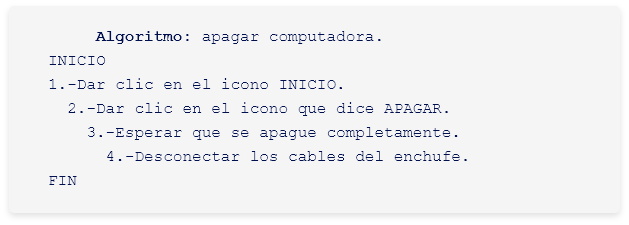 Algoritmo: apagar computadora.
INICIO
1.-Dar clic en el icono INICIO.
2.-Dar clic en el icono que dice APAGAR.
3.-Esperar que se apague completamente.
4.-Desconectar los cables del enchufe.
FIN